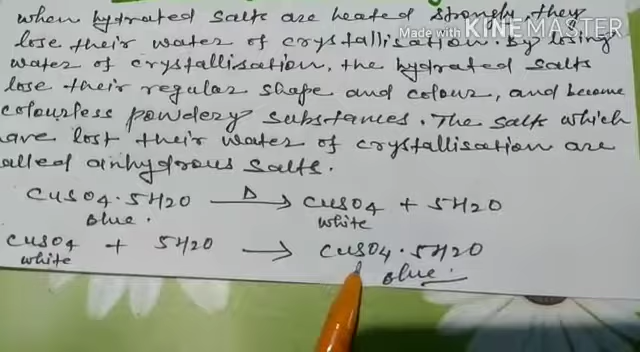 when hydrated salts are heated strongly, they
Made with KINEMASTER
lose their water of crystallisation. By losing
water of crystallisation, the hydrated salts
lose their regular shape and colour, and become
colourless powdery substances. The salts which
are lost their water of crystallisation are
alled anhydrous salts.
CuSO4.5H2O —Δ→ CuSO4 + 5H2O
blue. white
CuSO4 + 5H2O → CuSO4.5H2O
white blue.